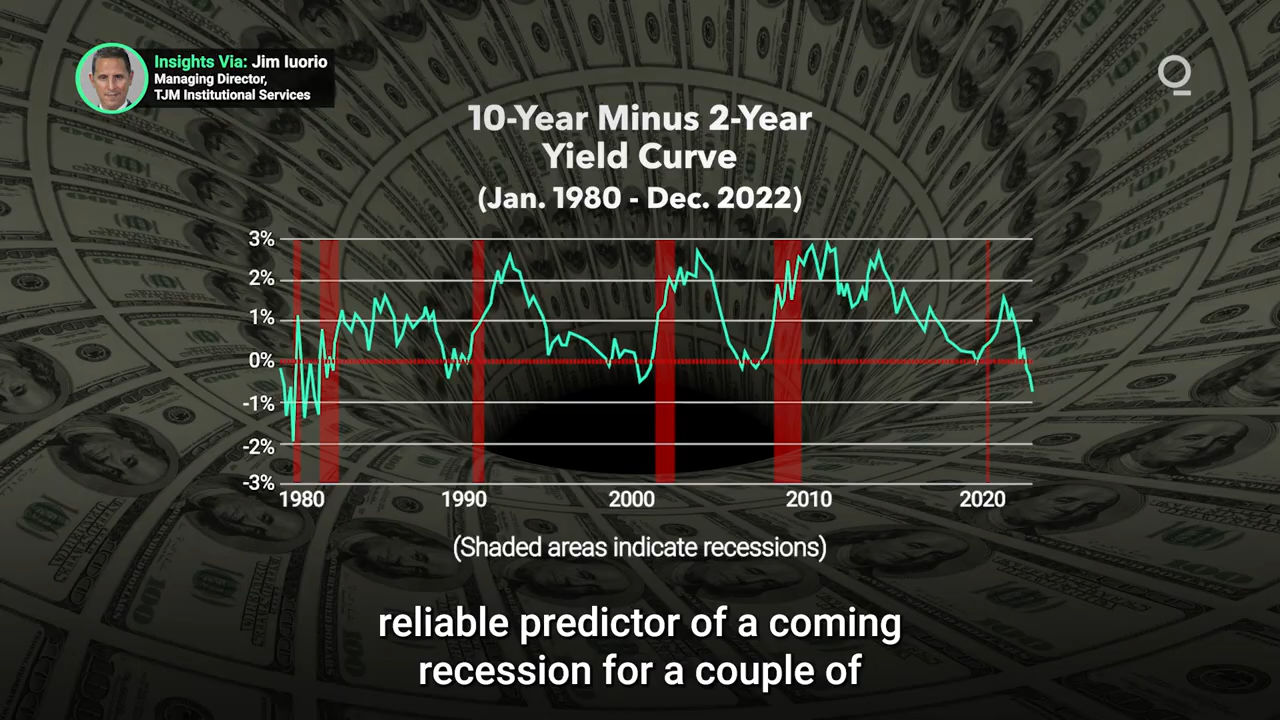 Insights Via: Jim Iuorio
Managing Director,
TJM Institutional Services
10-Year Minus 2-Year
Yield Curve
(Jan. 1980 - Dec. 2022)
3%
2%
1%
0%
-1%
-2%
-3%
1980 1990 2000 2010 2020
(Shaded areas indicate recessions)
reliable predictor of a coming
recession for a couple of